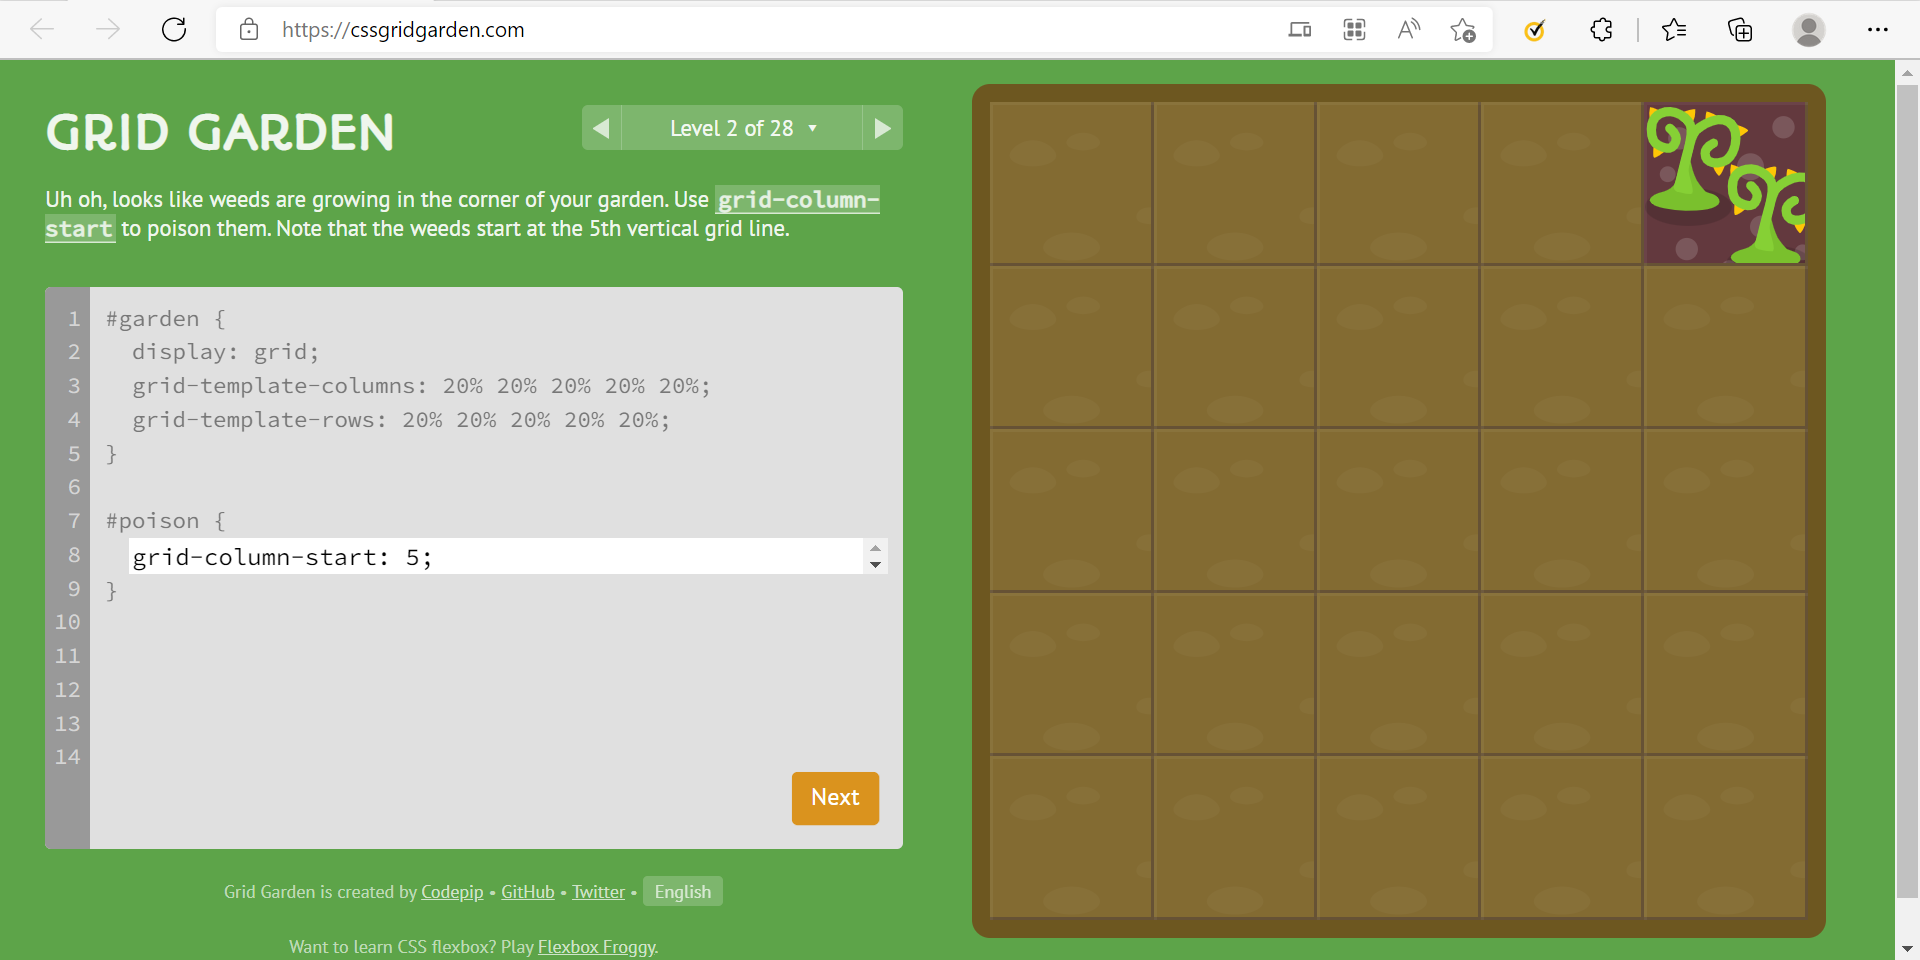 https://cssgridgarden.com
GRID GARDEN
Level 2 of 28
Uh oh, looks like weeds are growing in the corner of your garden. Use grid-column-
start to poison them. Note that the weeds start at the 5th vertical grid line.
1 #garden {
2 display: grid;
3 grid-template-columns: 20% 20% 20% 20% 20%;
4 grid-template-rows: 20% 20% 20% 20% 20%;
5 }
6
7 #poison {
8 grid-column-start: 5;
9 }
10
11
12
13
14
Next
Grid Garden is created by Codepip • GitHub • Twitter • English
Want to learn CSS flexbox? Play Flexbox Froggy.